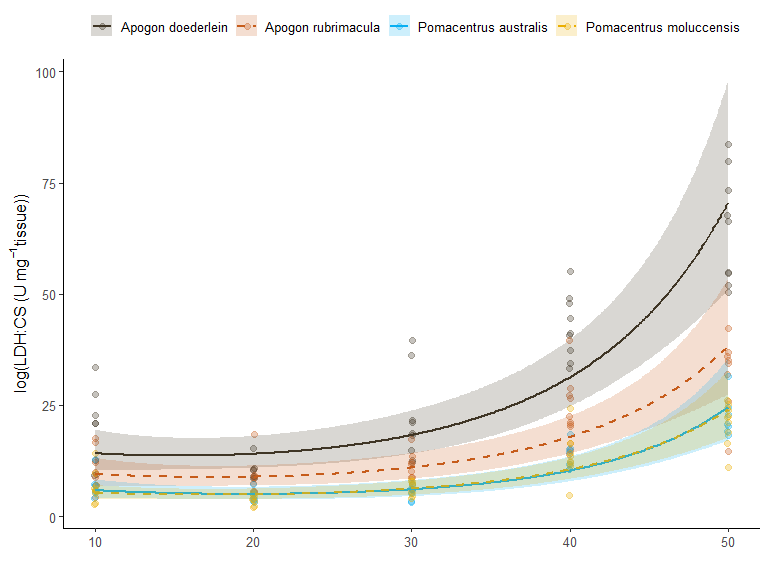 Apogon doederlein Apogon rubrimacula Pomacentrus australis Pomacentrus moluccensis
100
75
50
25
0
log(LDH:CS (U mg⁻¹tissue))
10 20 30 40 50